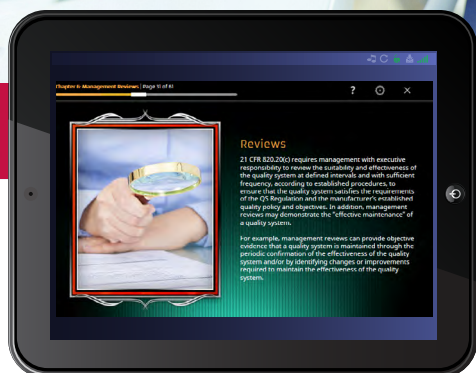 Chapter 6: Management Reviews | Page 51 of 61
?
Reviews
21 CFR 820.20(c) requires management with executive
responsibility to review the suitability and effectiveness of
the quality system at defined intervals and with sufficient
frequency, according to established procedures, to
ensure that the quality system satisfies the requirements
of the QS Regulation and the manufacturer's established
quality policy and objectives. In addition, management
reviews may demonstrate the "effective maintenance" of
a quality system.
For example, management reviews can provide objective
evidence that a quality system is maintained through the
periodic confirmation of the effectiveness of the quality
system and/or by identifying changes or improvements
required to maintain the effectiveness of the quality
system.